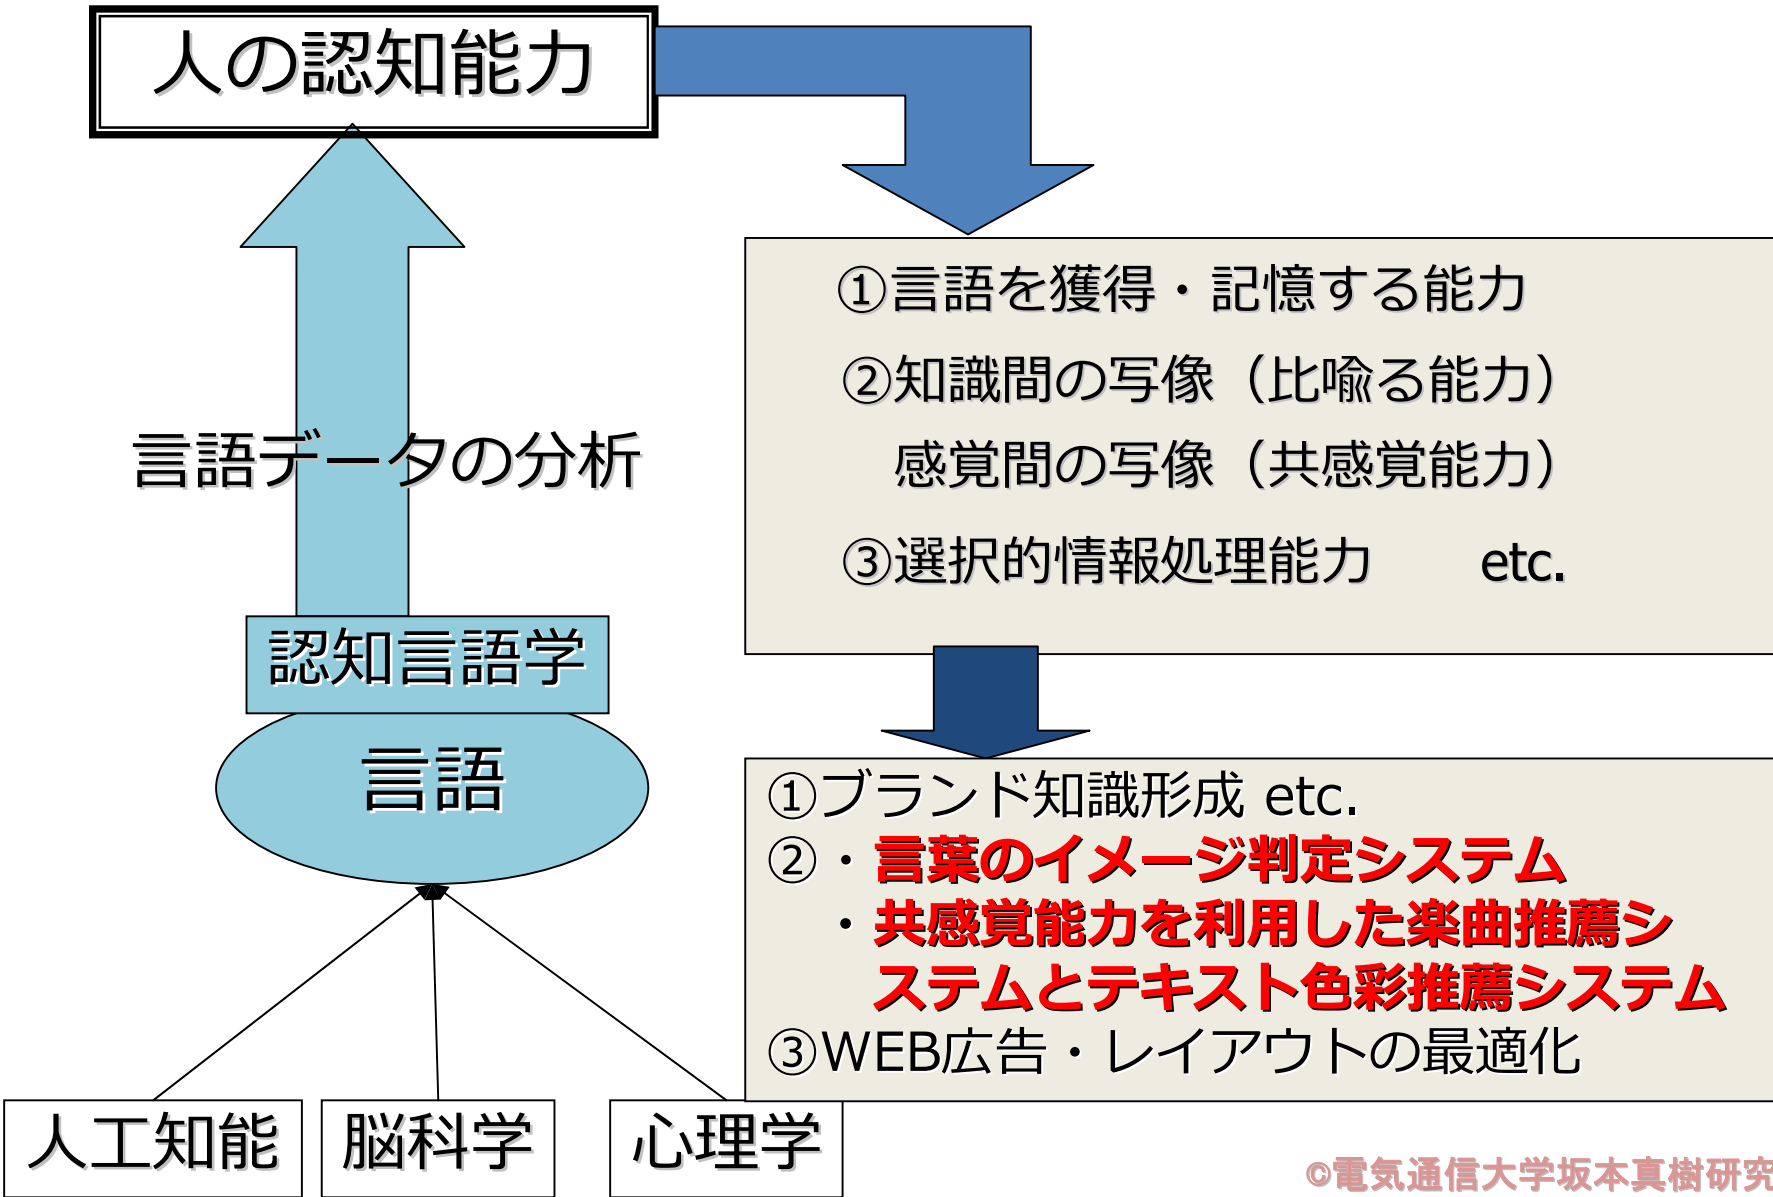 人の認知能力
①言語を獲得・記憶する能力
②知識間の写像（比喩る能力）
感覚間の写像（共感覚能力）
③選択的情報処理能力　　etc.
言語データの分析
認知言語学
言語
①ブランド知識形成 etc.
②・言葉のイメージ判定システム
・共感覚能力を利用した楽曲推薦シ
ステムとテキスト色彩推薦システム
③WEB広告・レイアウトの最適化
人工知能
脳科学
心理学
©電気通信大学坂本真樹研究